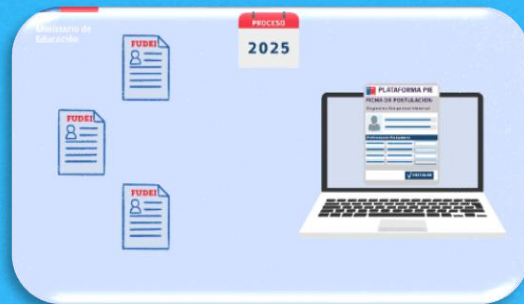 Ministerio de
Educación
PROCESO
2025
FUDEI
FUDEI
FUDEI
PLATAFORMA PIE
FICHA DE POSTULACIÓN